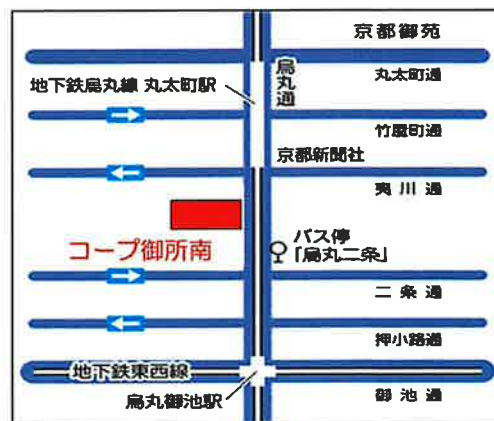 京都御苑
烏丸通
丸太町通
地下鉄烏丸線 丸太町駅
竹屋町通
京都新聞社
夷川通
コープ御所南
バス停
「烏丸二条」
二条通
押小路通
地下鉄東西線
烏丸御池駅
御池通